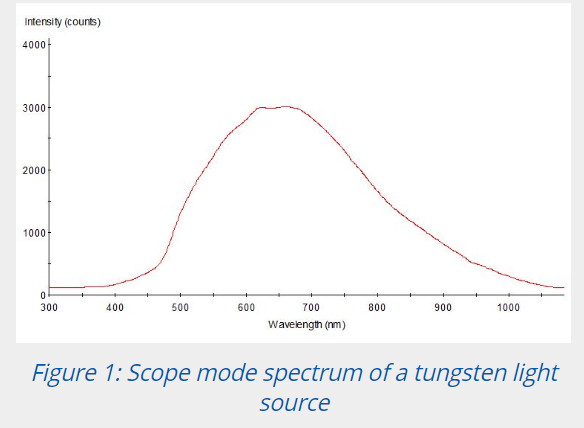 Intensity (counts)
4000
3000
2000
1000
0
300 400 500 600 700 800 900 1000
Wavelength (nm)
Figure 1: Scope mode spectrum of a tungsten light
source